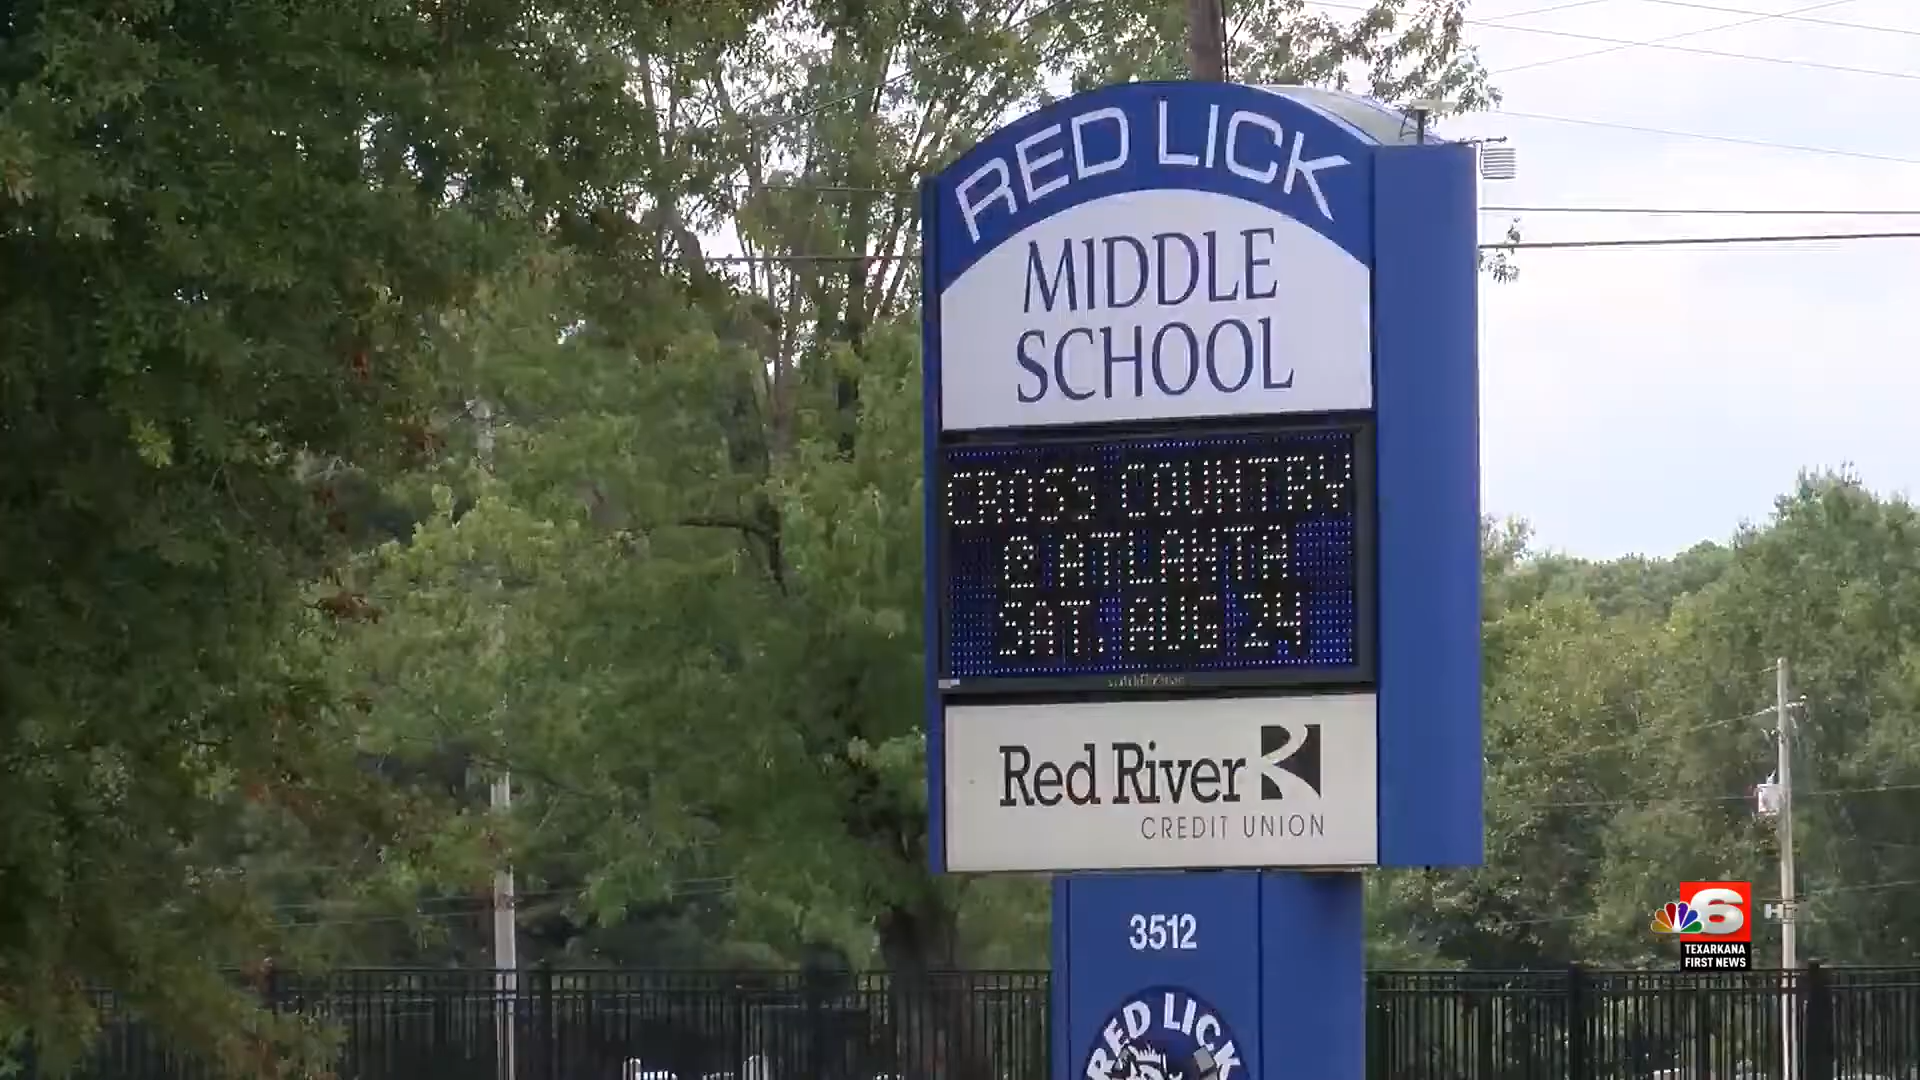 RED LICK
MIDDLE
SCHOOL
CROSS COUNTRY
@ ATLANTA
SAT. AUG 24
Red River
CREDIT UNION
3512
RED LICK
6
TEXARKANA
FIRST NEWS